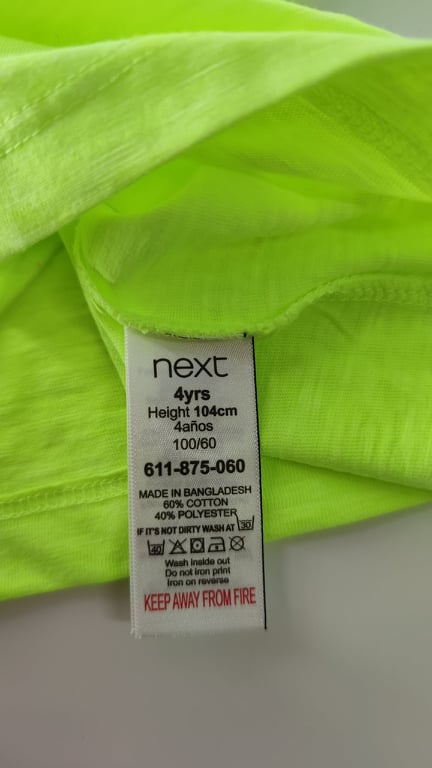 next
4yrs
Height 104cm
4años
100/60
611-875-060
MADE IN BANGLADESH
60% COTTON
40% POLYESTER
IF IT'S NOT DIRTY WASH AT 30
40
Wash inside out
Do not iron print
Iron on reverse
KEEP AWAY FROM FIRE